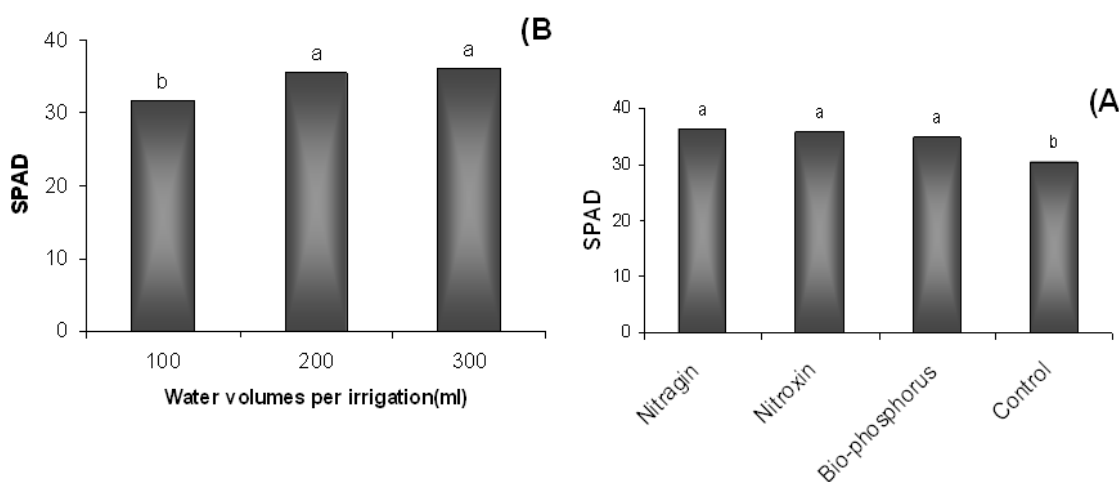 (B
40
30
20
10
0
SPAD
b
a
a
100 200 300
Water volumes per irrigation(ml)
(A
40
30
20
10
0
SPAD
a
a
a
b
Nitragin
Nitroxin
Bio-phosphorus
Control